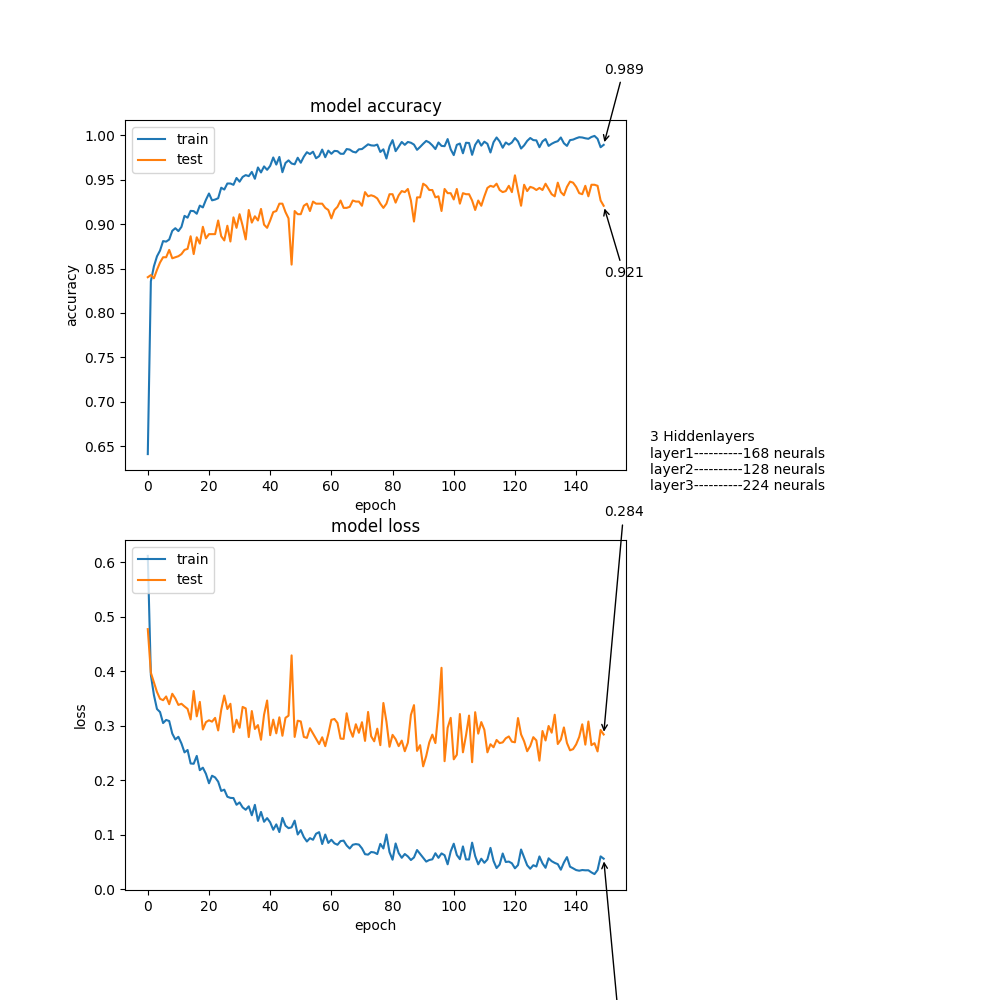 0.989
model accuracy
train
test
1.00
0.95
0.90
0.85
0.80
0.75
0.70
0.65
accuracy
0.921
0 20 40 60 80 100 120 140
epoch
3 Hiddenlayers
layer1----------168 neurals
layer2----------128 neurals
layer3----------224 neurals
0.284
model loss
train
test
0.6
0.5
0.4
0.3
0.2
0.1
0.0
loss
0 20 40 60 80 100 120 140
epoch